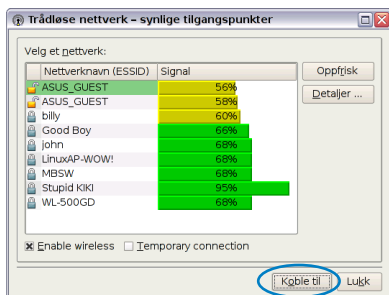 Trådløse nettverk – synlige tilgangspunkter
Velg et nettverk:
Nettverknavn (ESSID) Signal
ASUS_GUEST 56%
ASUS_GUEST 58%
billy 60%
Good Boy 66%
john 68%
LinuxAP-WOW! 68%
MBSW 68%
Stupid KIKI 95%
WL-500GD 68%
Oppfrisk
Detaljer ...
Enable wireless Temporary connection
Koble til Lukk